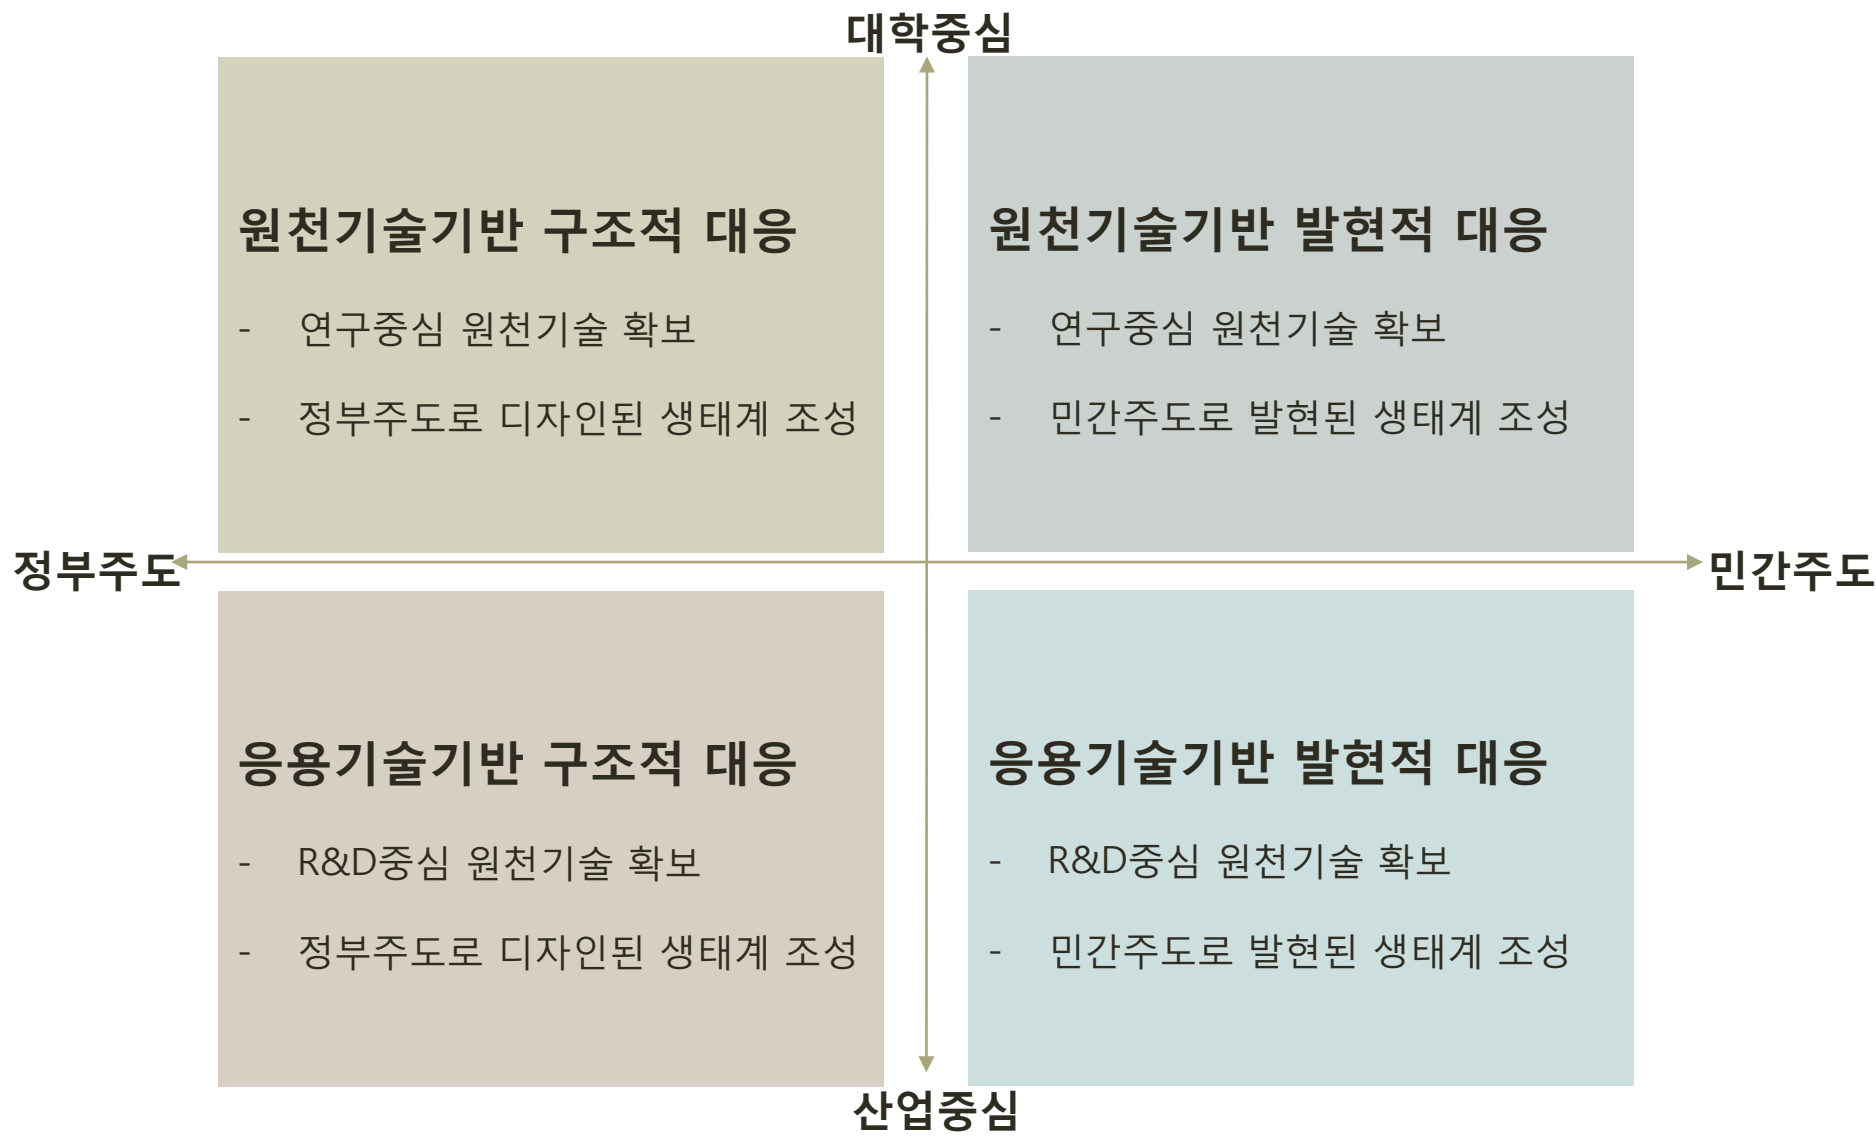 대학중심
원천기술기반 구조적 대응
- 연구중심 원천기술 확보
- 정부주도로 디자인된 생태계 조성
원천기술기반 발현적 대응
- 연구중심 원천기술 확보
- 민간주도로 발현된 생태계 조성
정부주도
민간주도
응용기술기반 구조적 대응
- R&D중심 원천기술 확보
- 정부주도로 디자인된 생태계 조성
응용기술기반 발현적 대응
- R&D중심 원천기술 확보
- 민간주도로 발현된 생태계 조성
산업중심